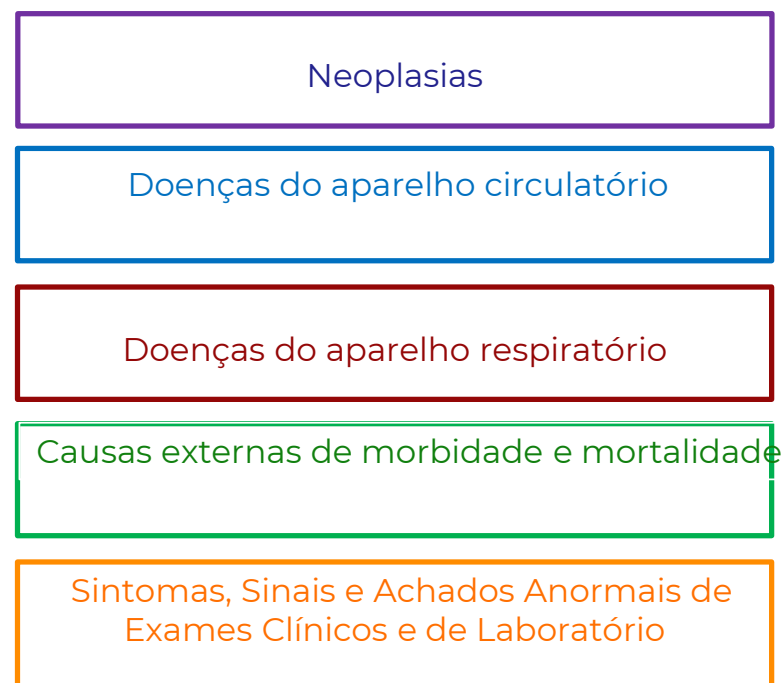 Neoplasias
Doenças do aparelho circulatório
Doenças do aparelho respiratório
Causas externas de morbidade e mortalidade
Sintomas, Sinais e Achados Anormais de
Exames Clínicos e de Laboratório